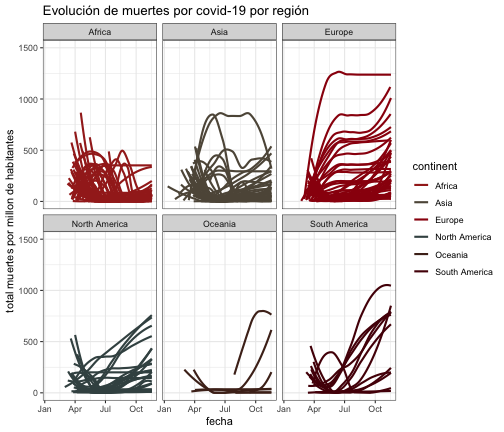 Evolución de muertes por covid-19 por región
Africa
Asia
Europe
1500
1000
500
0
total muertes por millon de habitantes
North America
Oceania
South America
1500
1000
500
0
Jan Apr Jul Oct
Jan Apr Jul Oct
Jan Apr Jul Oct
fecha
continent
Africa
Asia
Europe
North America
Oceania
South America